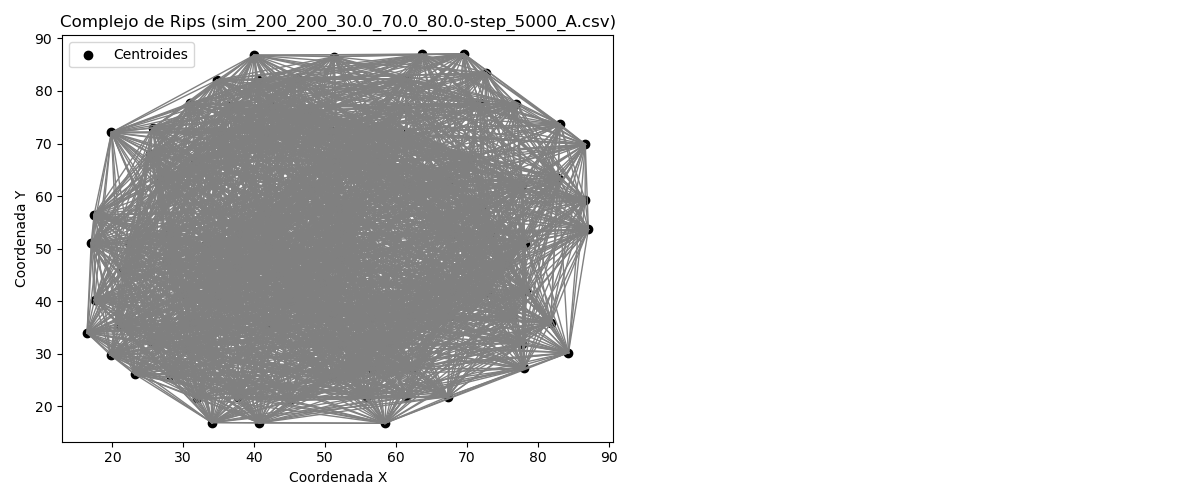 Complejo de Rips (sim_200_200_30.0_70.0_80.0-step_5000_A.csv)
Centroides
90
80
70
60
50
40
30
20
Coordenada Y
20 30 40 50 60 70 80 90
Coordenada X